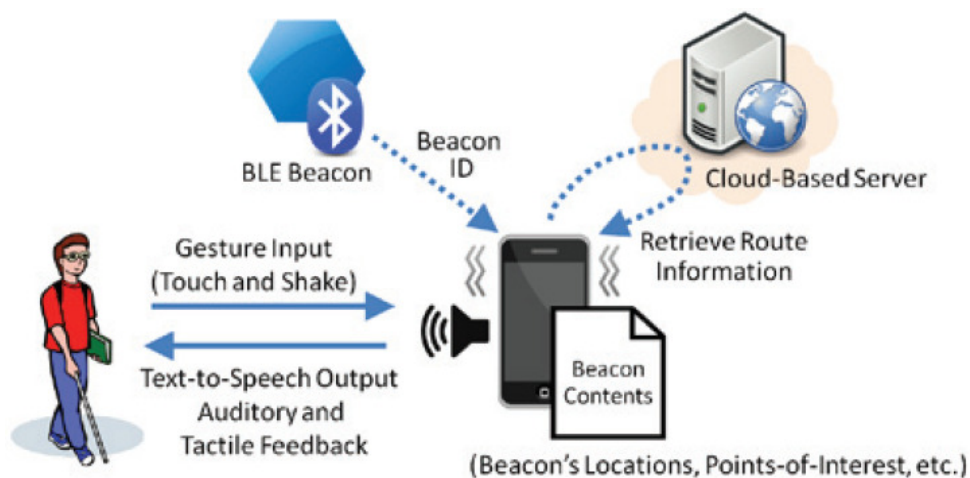 BLE Beacon
Beacon
ID
Cloud-Based Server
Gesture Input
(Touch and Shake)
Retrieve Route
Information
Text-to-Speech Output
Auditory and
Tactile Feedback
Beacon
Contents
(Beacon's Locations, Points-of-Interest, etc.)